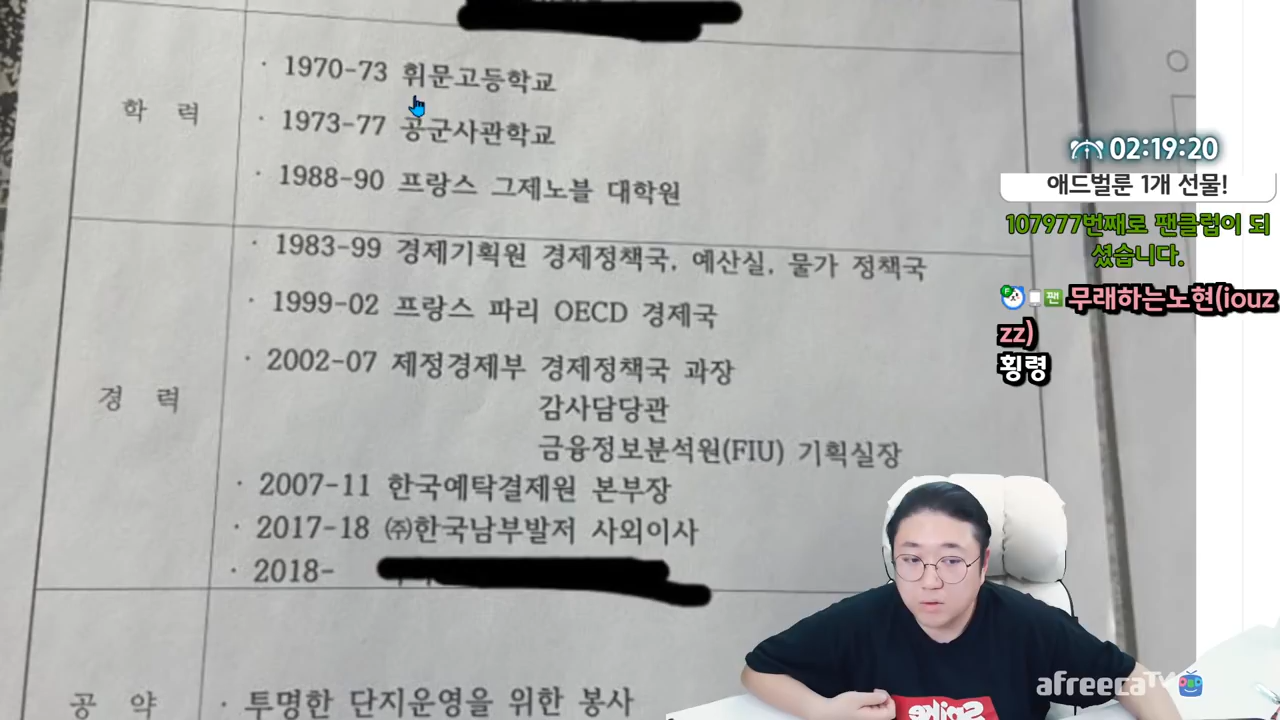 학 력
· 1970-73 휘문고등학교
· 1973-77 공군사관학교
· 1988-90 프랑스 그제노블 대학원
경 력
· 1983-99 경제기획원 경제정책국, 예산실, 물가 정책국
· 1999-02 프랑스 파리 OECD 경제국
· 2002-07 제정경제부 경제정책국 과장
감사담당관
금융정보분석원(FIU) 기획실장
· 2007-11 한국예탁결제원 본부장
· 2017-18 ㈜한국남부발저 사외이사
· 2018-
공 약
· 투명한 단지운영을 위한 봉사
02:19:20
애드벌룬 1개 선물!
107977번째로 팬클럽이 되
셨습니다.
F 팬 무래하는노현(iouz
zz)
횡령
afreecaTV